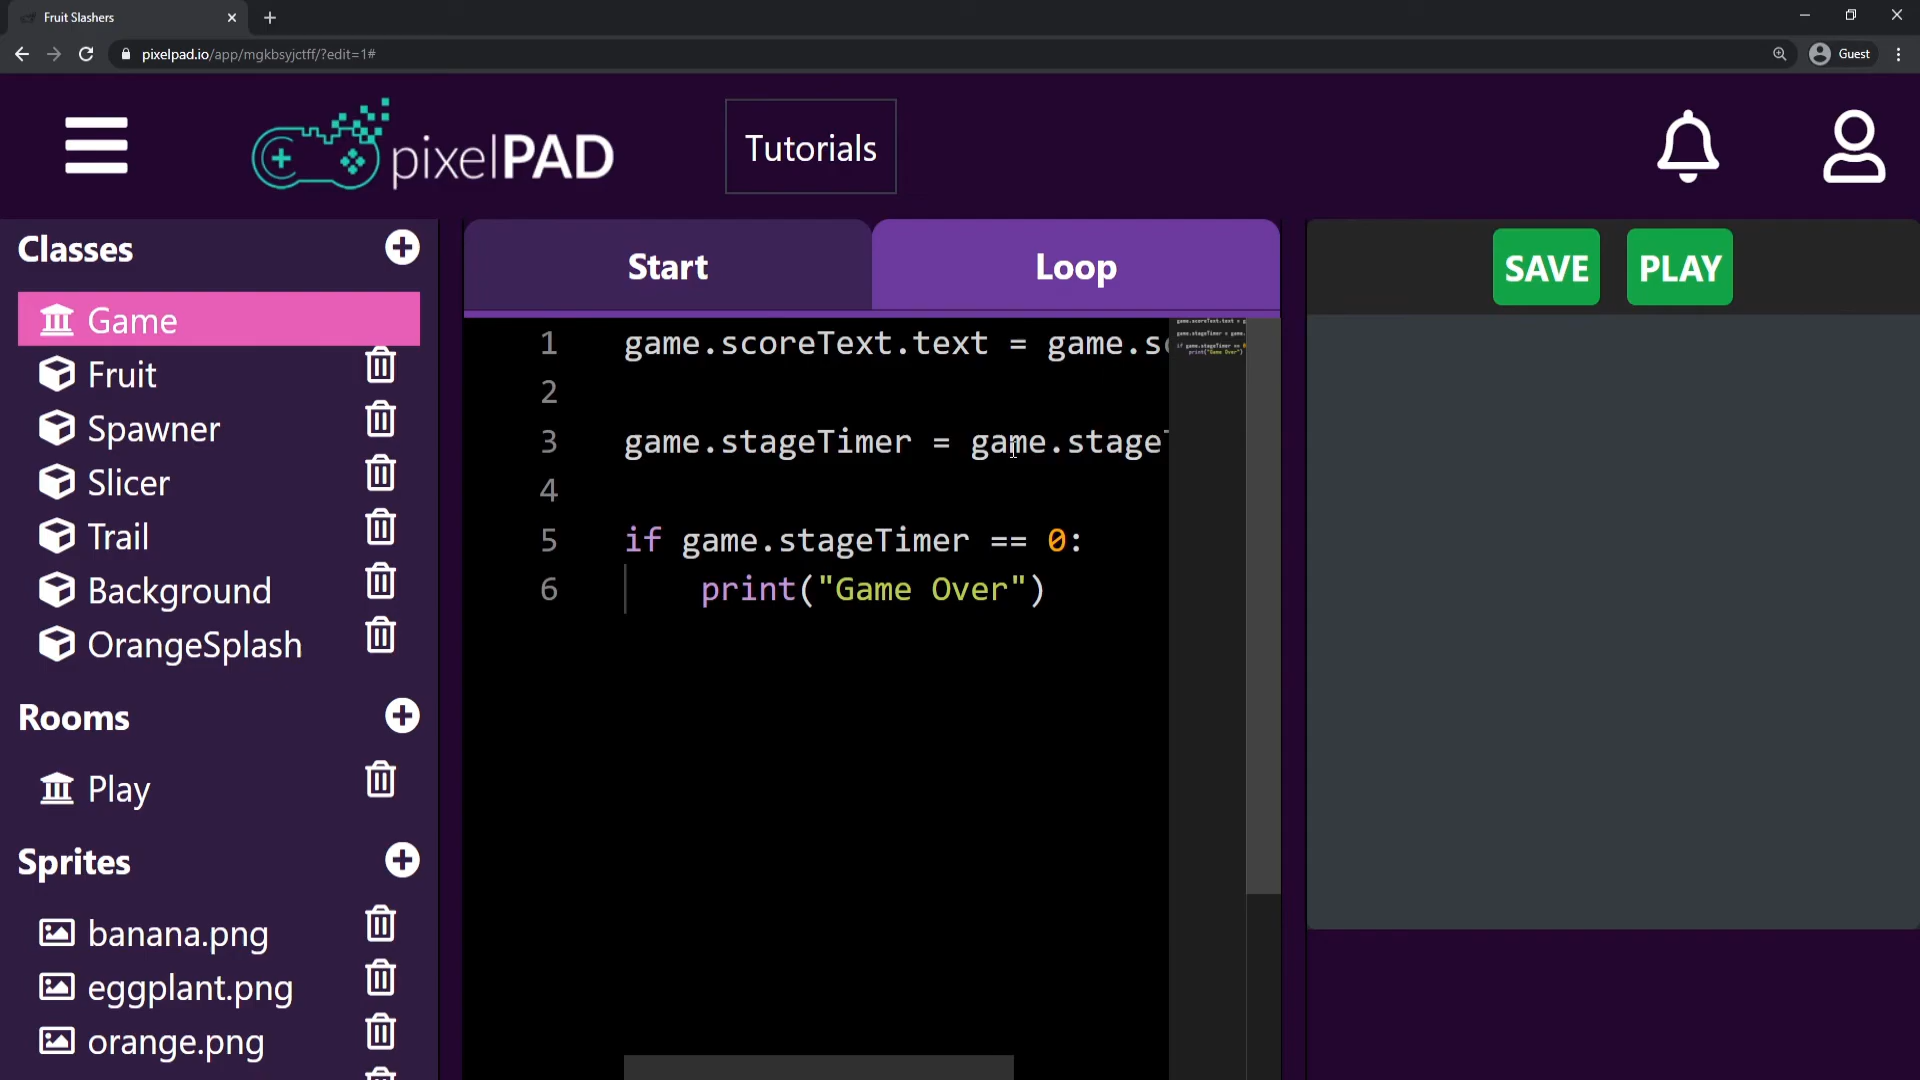 Fruit Slashers
pixelpad.io/app/mgkbsyjctff/?edit=1#
Guest
pixelPAD
Tutorials
Classes
Game
Fruit
Spawner
Slicer
Trail
Background
OrangeSplash
Rooms
Play
Sprites
banana.png
eggplant.png
orange.png
Start
Loop
1 game.scoreText.text = game.sc
2
3 game.stageTimer = game.stageT
4
5 if game.stageTimer == 0:
6 print("Game Over")
SAVE
PLAY